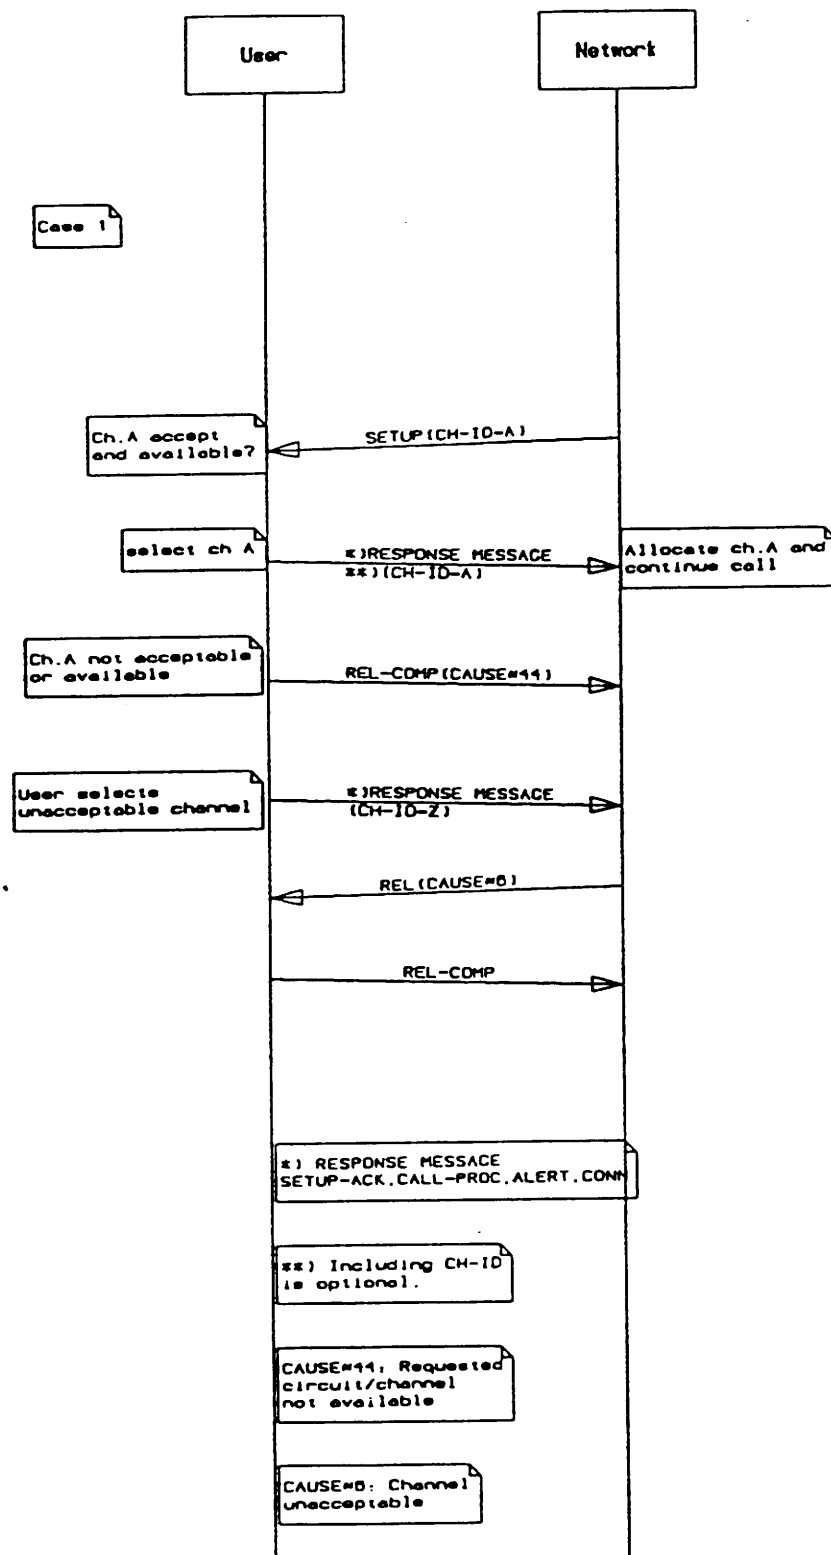 User
Network
Case 1
Ch.A accept
and available?
SETUP(CH-ID-A)
select ch A
*)RESPONSE MESSAGE
**)(CH-ID-A)
Allocate ch.A and
continue call
Ch.A not acceptable
or available
REL-COMP(CAUSE#44)
User selects
unacceptable channel
*)RESPONSE MESSAGE
(CH-ID-Z)
REL(CAUSE#6)
REL-COMP
*) RESPONSE MESSAGE
SETUP-ACK,CALL-PROC,ALERT,CONN
**) Including CH-ID
is optional.
CAUSE#44: Requested
circuit/channel
not available
CAUSE#6: Channel
unacceptable